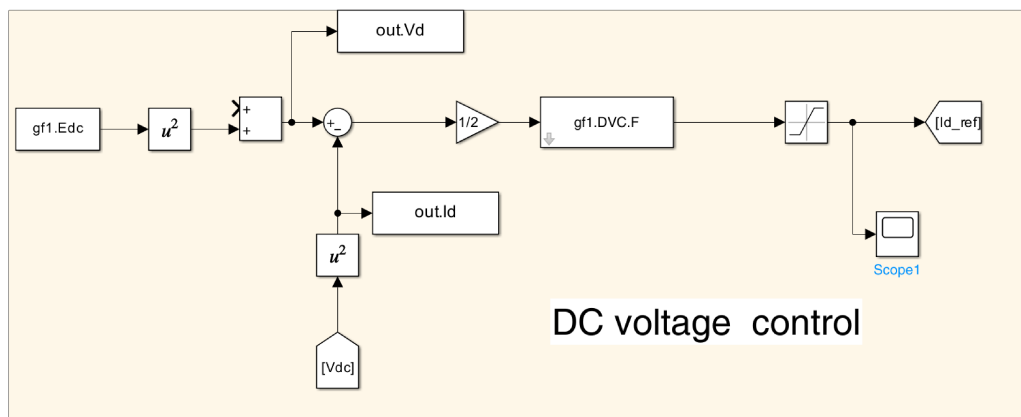 out.Vd
gf1.Edc
u²
+
+
+
−
1/2
gf1.DVC.F
[Id_ref]
out.Id
u²
Scope1
DC voltage  control
[Vdc]